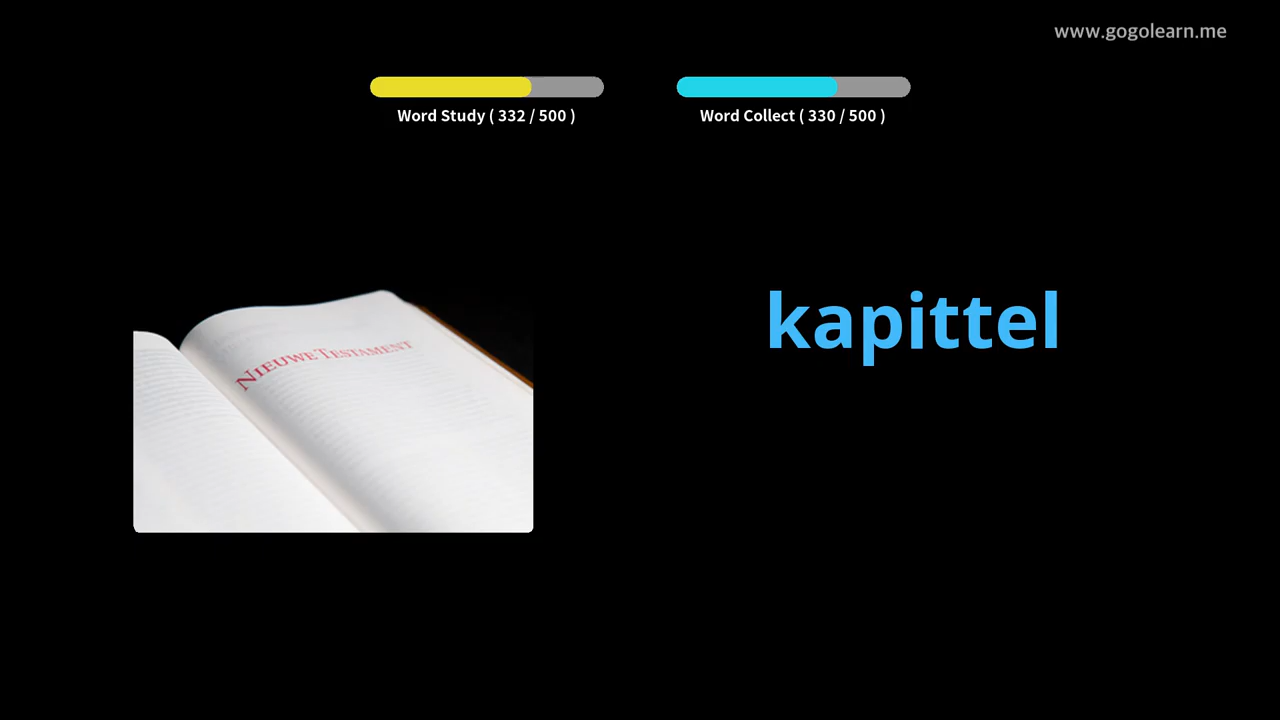 www.gogolearn.me
Word Study ( 332 / 500 )
Word Collect ( 330 / 500 )
kapittel
NIEUWE TESTAMENT